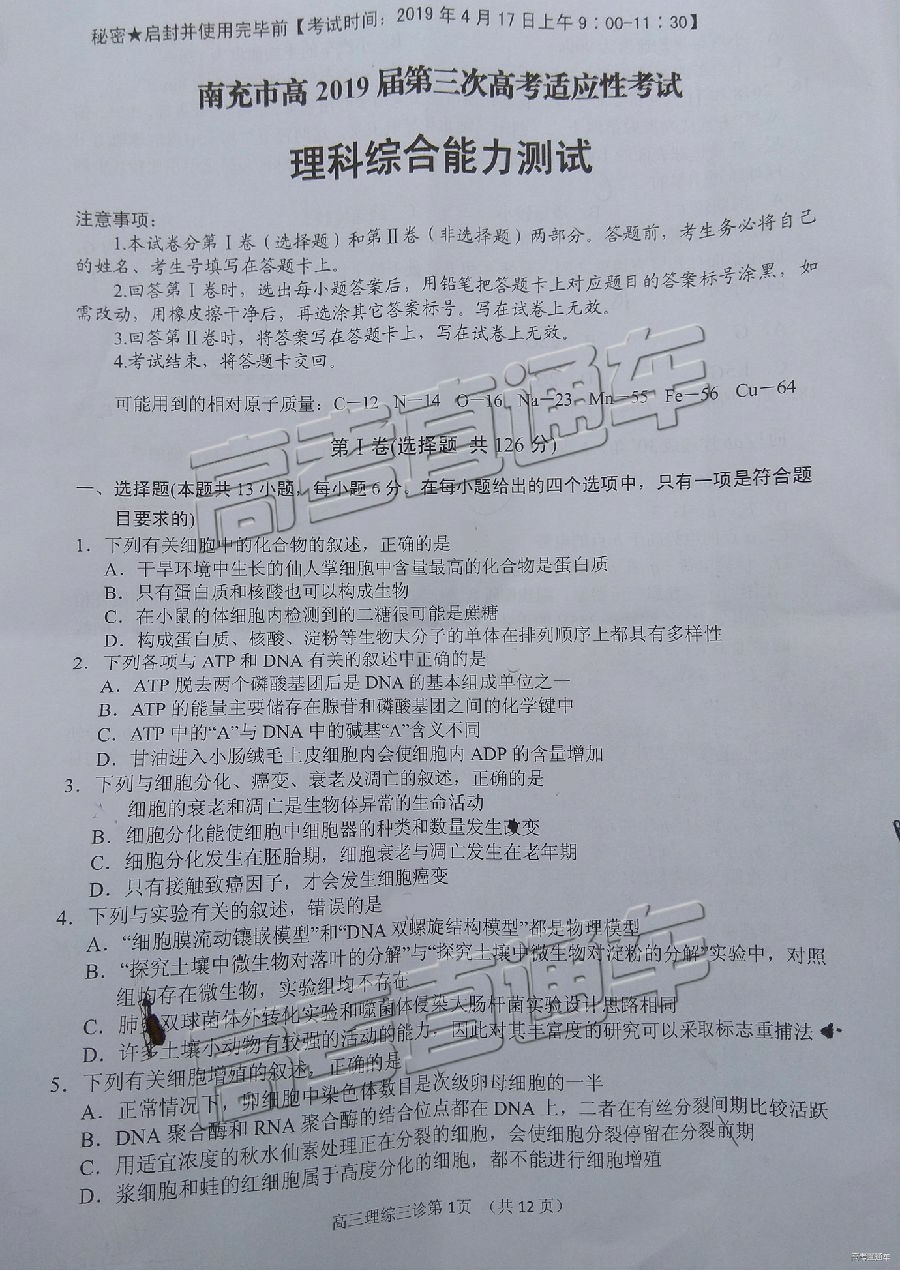 秘密★启封并使用完毕前【考试时间：2019年4月17日上午9：00-11：30】
南充市高2019届第三次高考适应性考试
理科综合能力测试
注意事项：
1.本试卷分第Ⅰ卷（选择题）和第Ⅱ卷（非选择题）两部分。答题前，考生务必将自己
的姓名、考生号填写在答题卡上。
2.回答第Ⅰ卷时，选出每小题答案后，用铅笔把答题卡上对应题目的答案标号涂黑，如
需改动，用橡皮擦干净后，再选涂其它答案标号。写在试卷上无效。
3.回答第Ⅱ卷时，将答案写在答题卡上，写在试卷上无效。
4.考试结束，将答题卡交回。
可能用到的相对原子质量：C－12 N－14 O－16 Na－23 Mn－55 Fe－56 Cu－64
第Ⅰ卷(选择题 共126分)
一、选择题(本题共13小题，每小题6分。在每小题给出的四个选项中，只有一项是符合题
目要求的)
1．下列有关细胞中的化合物的叙述，正确的是
A．干旱环境中生长的仙人掌细胞中含量最高的化合物是蛋白质
B．只有蛋白质和核酸也可以构成生物
C．在小鼠的体细胞内检测到的二糖很可能是蔗糖
D．构成蛋白质、核酸、淀粉等生物大分子的单体在排列顺序上都具有多样性
2．下列各项与ATP和DNA有关的叙述中正确的是
A．ATP脱去两个磷酸基团后是DNA的基本组成单位之一
B．ATP的能量主要储存在腺苷和磷酸基团之间的化学键中
C．ATP中的“A”与DNA中的碱基“A”含义不同
D．甘油进入小肠绒毛上皮细胞内会使细胞内ADP的含量增加
3．下列与细胞分化、癌变、衰老及凋亡的叙述，正确的是
细胞的衰老和凋亡是生物体异常的生命活动
B．细胞分化能使细胞中细胞器的种类和数量发生改变
C．细胞分化发生在胚胎期，细胞衰老与凋亡发生在老年期
D．只有接触致癌因子，才会发生细胞癌变
4．下列与实验有关的叙述，错误的是
A．“细胞膜流动镶嵌模型”和“DNA双螺旋结构模型”都是物理模型
B．“探究土壤中微生物对落叶的分解”与“探究土壤中微生物对淀粉的分解”实验中，对照
组均存在微生物，实验组均不存在
C．肺炎双球菌体外转化实验和噬菌体侵染大肠杆菌实验设计思路相同
D．许多土壤小动物有较强的活动的能力，因此对其丰富度的研究可以采取标志重捕法
5．下列有关细胞增殖的叙述，正确的是
A．正常情况下，卵细胞中染色体数目是次级卵母细胞的一半
B．DNA聚合酶和RNA聚合酶的结合位点都在DNA上，二者在有丝分裂间期比较活跃
C．用适宜浓度的秋水仙素处理正在分裂的细胞，会使细胞分裂停留在分裂前期
D．浆细胞和蛙的红细胞属于高度分化的细胞，都不能进行细胞增殖
高三理综三诊第1页 （共12页）
高考直通车
高考直通车
高考直通车